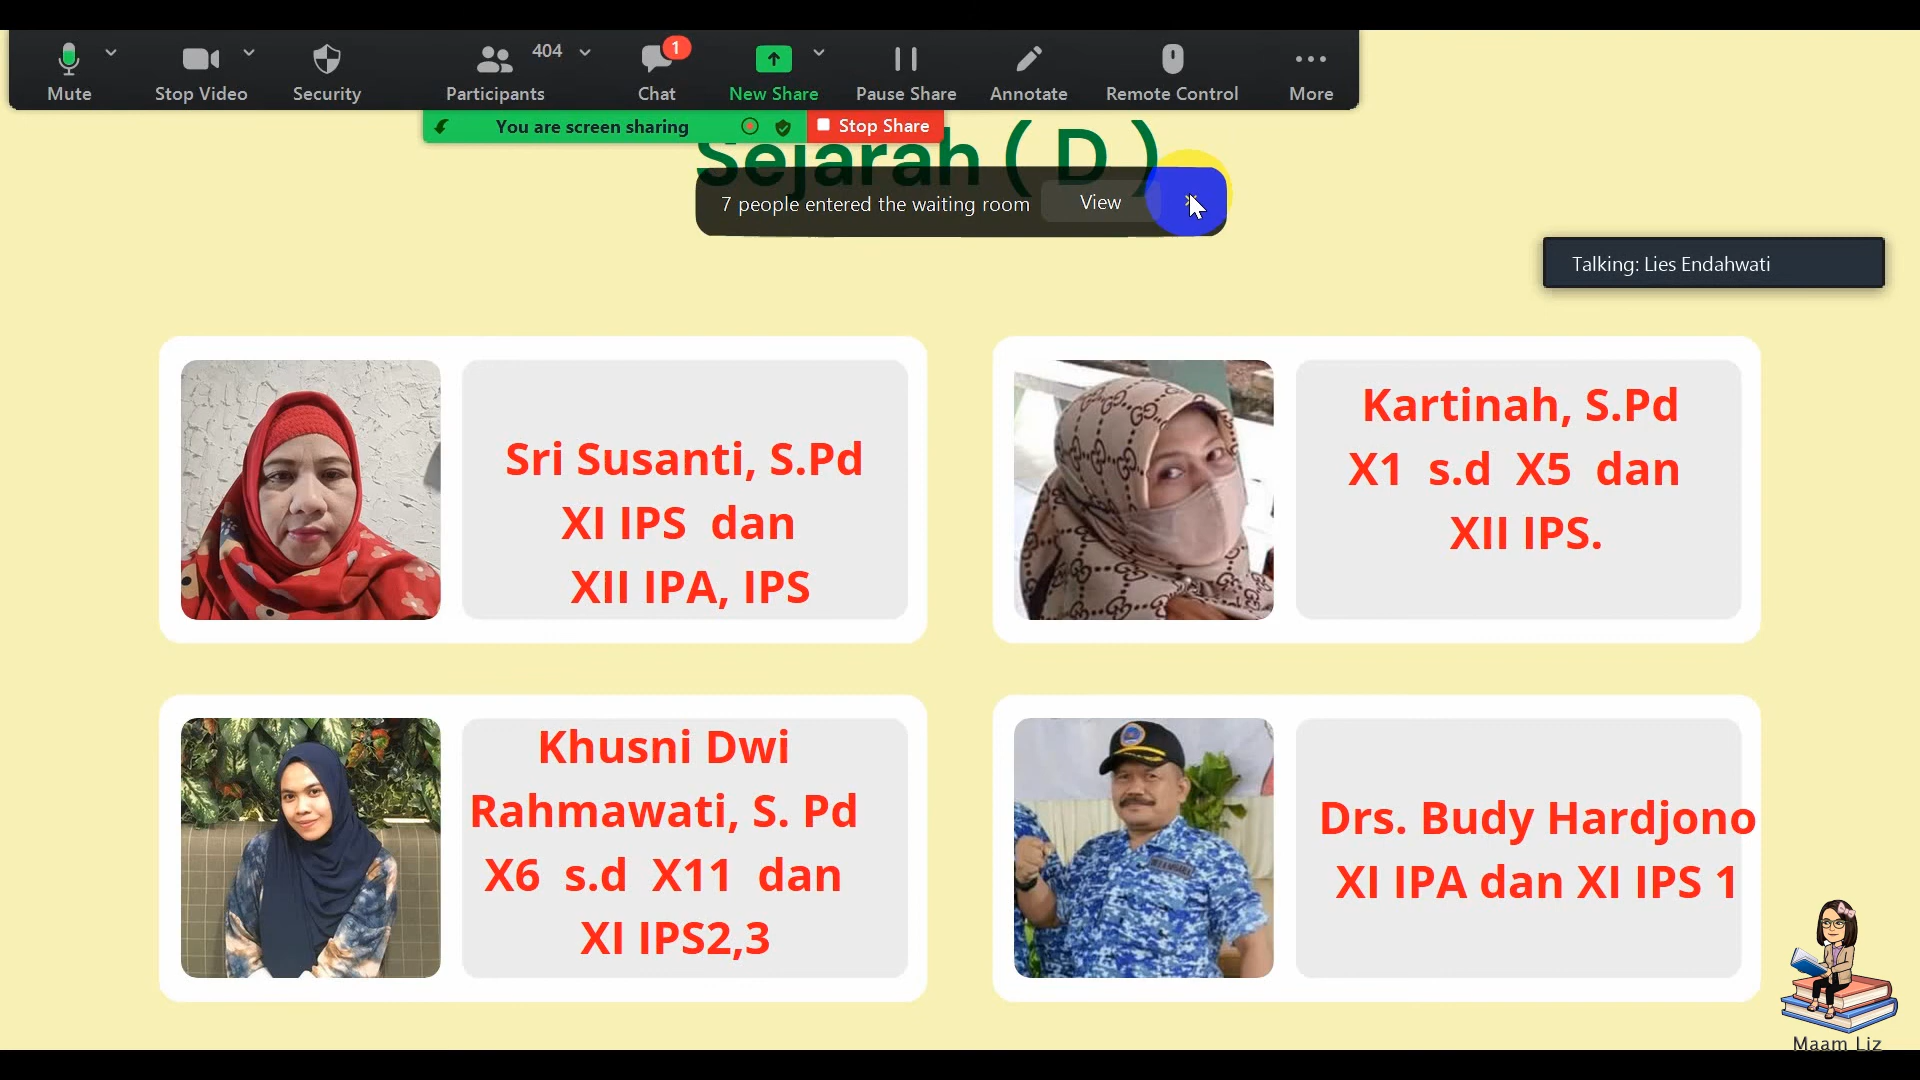 404
1
Mute
Stop Video
Security
Participants
Chat
New Share
Pause Share
Annotate
Remote Control
More
You are screen sharing
Stop Share
Sejarah ( D )
7 people entered the waiting room
View
Talking: Lies Endahwati
Sri Susanti, S.Pd
XI IPS dan
XII IPA, IPS
Kartinah, S.Pd
X1 s.d X5 dan
XII IPS.
Khusni Dwi
Rahmawati, S. Pd
X6 s.d X11 dan
XI IPS2,3
Drs. Budy Hardjono
XI IPA dan XI IPS 1
Maam Liz